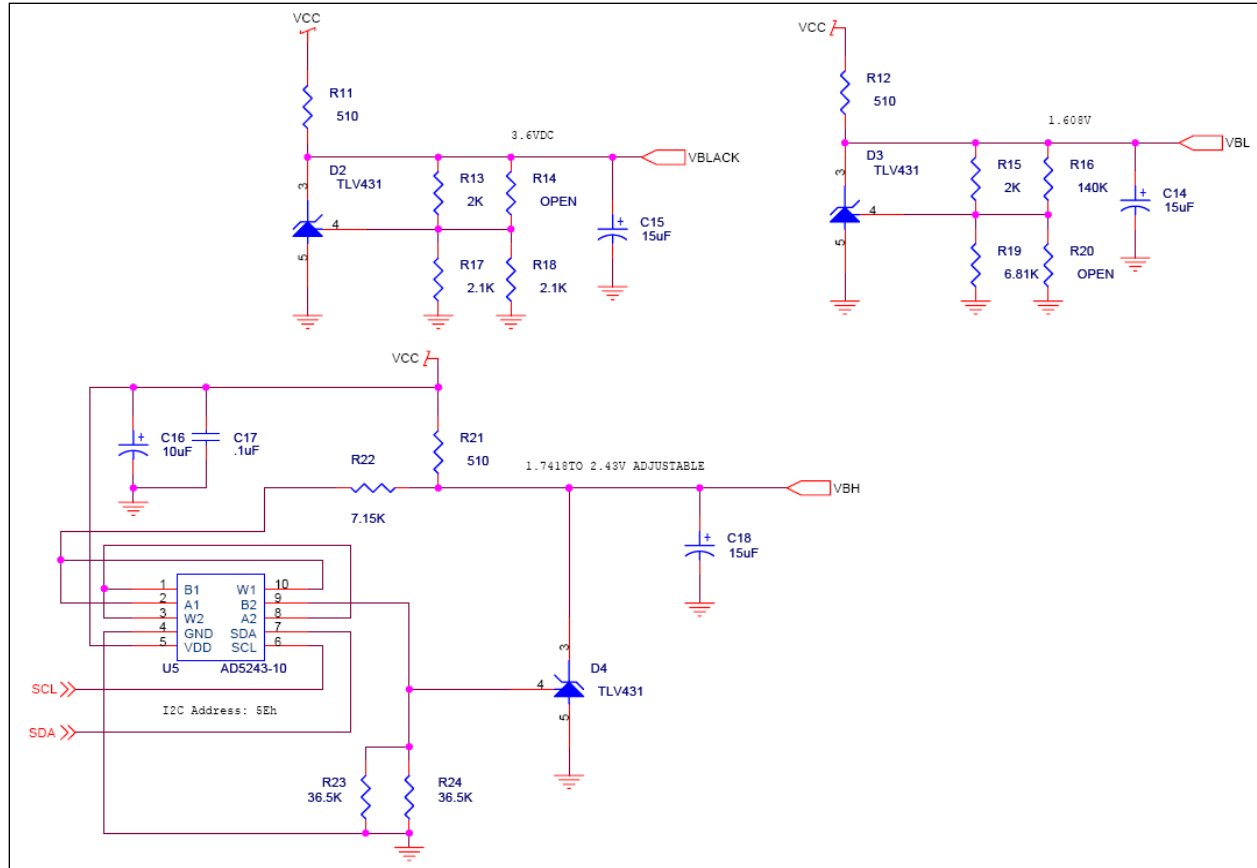 VCC
R11
510
3.6VDC
VBLACK
D2
TLV431
3
4
5
R13
2K
R14
OPEN
C15
15uF
R17
2.1K
R18
2.1K
VCC
R12
510
1.608V
VBL
D3
TLV431
3
4
5
R15
2K
R16
140K
C14
15uF
R19
6.81K
R20
OPEN
VCC
C16
10uF
C17
.1uF
R21
510
R22
7.15K
1.7418TO 2.43V ADJUSTABLE
VBH
C18
15uF
1 B1 W1 10
2 A1 B2 9
3 W2 A2 8
4 GND SDA 7
5 VDD SCL 6
U5 AD5243-10
SCL
I2C Address: 5Eh
SDA
3
D4
4
TLV431
5
R23
36.5K
R24
36.5K